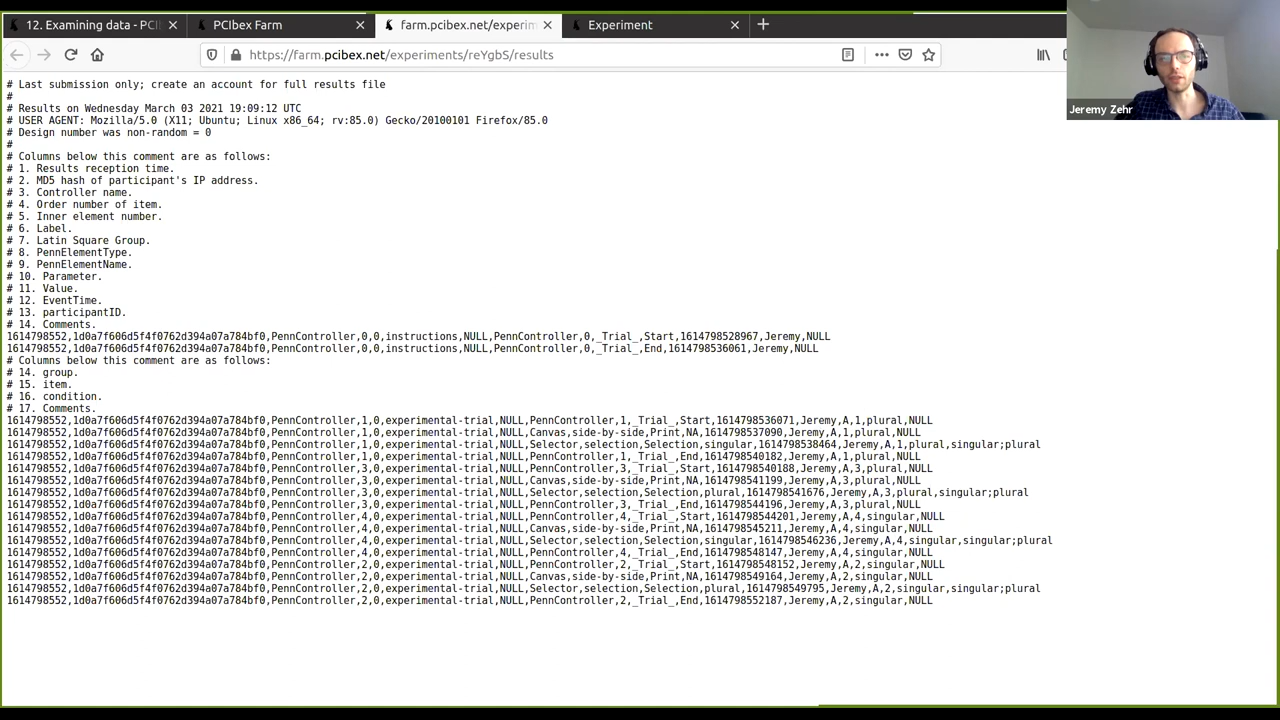 12. Examining data - PCI
PCIbex Farm
farm.pcibex.net/experim
Experiment
https://farm.pcibex.net/experiments/reYgbS/results
Jeremy Zehr
# Last submission only; create an account for full results file
#
# Results on Wednesday March 03 2021 19:09:12 UTC
# USER AGENT: Mozilla/5.0 (X11; Ubuntu; Linux x86_64; rv:85.0) Gecko/20100101 Firefox/85.0
# Design number was non-random = 0
#
# Columns below this comment are as follows:
# 1. Results reception time.
# 2. MD5 hash of participant's IP address.
# 3. Controller name.
# 4. Order number of item.
# 5. Inner element number.
# 6. Label.
# 7. Latin Square Group.
# 8. PennElementType.
# 9. PennElementName.
# 10. Parameter.
# 11. Value.
# 12. EventTime.
# 13. participantID.
# 14. Comments.
1614798552,1d0a7f606d5f4f0762d394a07a784bf0,PennController,0,0,instructions,NULL,PennController,0,_Trial_,Start,1614798528967,Jeremy,NULL
1614798552,1d0a7f606d5f4f0762d394a07a784bf0,PennController,0,0,instructions,NULL,PennController,0,_Trial_,End,1614798536061,Jeremy,NULL
# Columns below this comment are as follows:
# 14. group.
# 15. item.
# 16. condition.
# 17. Comments.
1614798552,1d0a7f606d5f4f0762d394a07a784bf0,PennController,1,0,experimental-trial,NULL,PennController,1,_Trial_,Start,1614798536071,Jeremy,A,1,plural,NULL
1614798552,1d0a7f606d5f4f0762d394a07a784bf0,PennController,1,0,experimental-trial,NULL,Canvas,side-by-side,Print,NA,1614798537090,Jeremy,A,1,plural,NULL
1614798552,1d0a7f606d5f4f0762d394a07a784bf0,PennController,1,0,experimental-trial,NULL,Selector,selection,Selection,singular,1614798538464,Jeremy,A,1,plural,singular;plural
1614798552,1d0a7f606d5f4f0762d394a07a784bf0,PennController,1,0,experimental-trial,NULL,PennController,1,_Trial_,End,1614798540182,Jeremy,A,1,plural,NULL
1614798552,1d0a7f606d5f4f0762d394a07a784bf0,PennController,3,0,experimental-trial,NULL,PennController,3,_Trial_,Start,1614798540188,Jeremy,A,3,plural,NULL
1614798552,1d0a7f606d5f4f0762d394a07a784bf0,PennController,3,0,experimental-trial,NULL,Canvas,side-by-side,Print,NA,1614798541199,Jeremy,A,3,plural,NULL
1614798552,1d0a7f606d5f4f0762d394a07a784bf0,PennController,3,0,experimental-trial,NULL,Selector,selection,Selection,plural,1614798541676,Jeremy,A,3,plural,singular;plural
1614798552,1d0a7f606d5f4f0762d394a07a784bf0,PennController,3,0,experimental-trial,NULL,PennController,3,_Trial_,End,1614798544196,Jeremy,A,3,plural,NULL
1614798552,1d0a7f606d5f4f0762d394a07a784bf0,PennController,4,0,experimental-trial,NULL,PennController,4,_Trial_,Start,1614798544201,Jeremy,A,4,singular,NULL
1614798552,1d0a7f606d5f4f0762d394a07a784bf0,PennController,4,0,experimental-trial,NULL,Canvas,side-by-side,Print,NA,1614798545211,Jeremy,A,4,singular,NULL
1614798552,1d0a7f606d5f4f0762d394a07a784bf0,PennController,4,0,experimental-trial,NULL,Selector,selection,Selection,singular,1614798546236,Jeremy,A,4,singular,singular;plural
1614798552,1d0a7f606d5f4f0762d394a07a784bf0,PennController,4,0,experimental-trial,NULL,PennController,4,_Trial_,End,1614798548147,Jeremy,A,4,singular,NULL
1614798552,1d0a7f606d5f4f0762d394a07a784bf0,PennController,2,0,experimental-trial,NULL,PennController,2,_Trial_,Start,1614798548152,Jeremy,A,2,singular,NULL
1614798552,1d0a7f606d5f4f0762d394a07a784bf0,PennController,2,0,experimental-trial,NULL,Canvas,side-by-side,Print,NA,1614798549164,Jeremy,A,2,singular,NULL
1614798552,1d0a7f606d5f4f0762d394a07a784bf0,PennController,2,0,experimental-trial,NULL,Selector,selection,Selection,plural,1614798549795,Jeremy,A,2,singular,singular;plural
1614798552,1d0a7f606d5f4f0762d394a07a784bf0,PennController,2,0,experimental-trial,NULL,PennController,2,_Trial_,End,1614798552187,Jeremy,A,2,singular,NULL